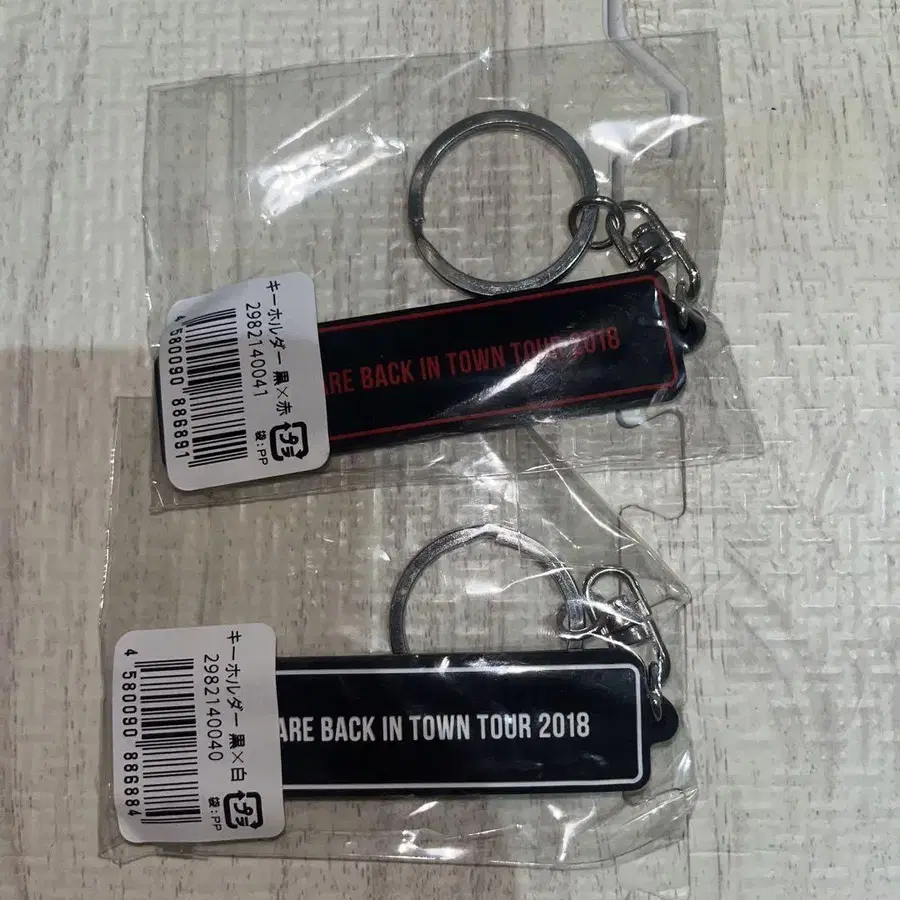 キーホルダー 黒×赤
2982140041
4 580090 886891
プラ
袋:PP
ARE BACK IN TOWN TOUR 2018
キーホルダー 黒×白
2982140040
4 580090 886884
プラ
袋:PP
ARE BACK IN TOWN TOUR 2018